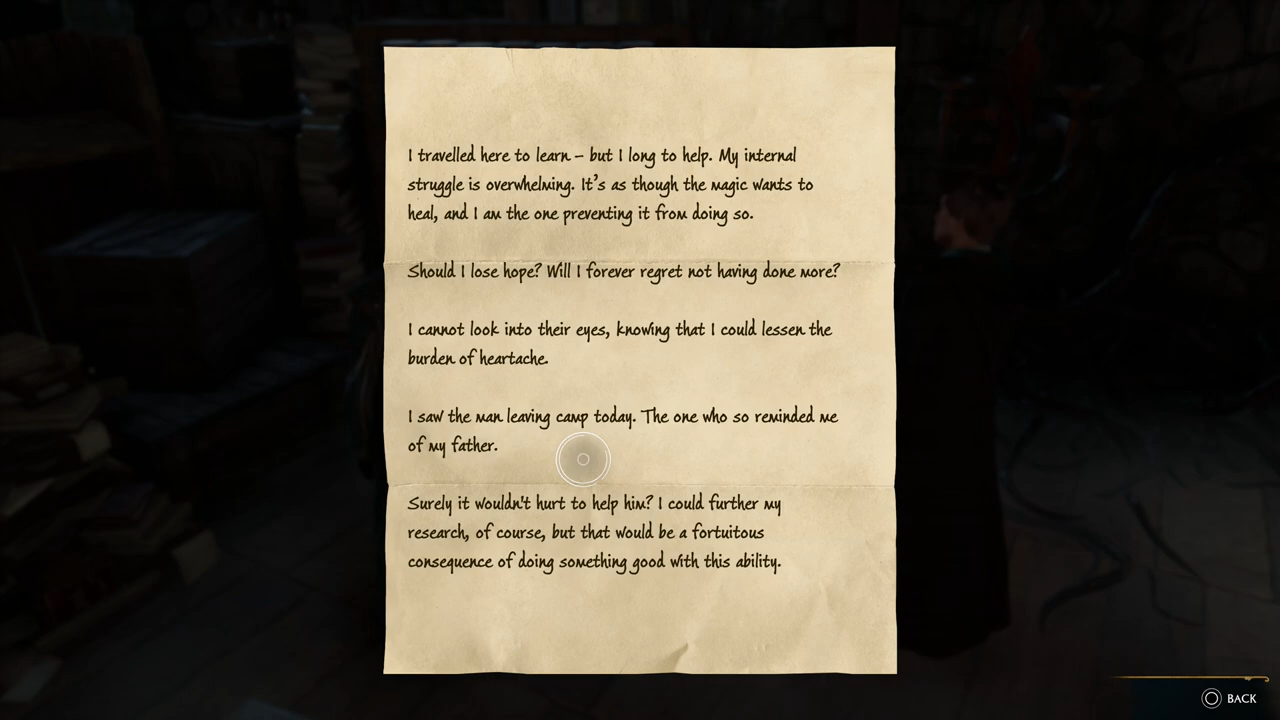 I travelled here to learn – but I long to help. My internal
struggle is overwhelming. It's as though the magic wants to
heal, and I am the one preventing it from doing so.
Should I lose hope? Will I forever regret not having done more?
I cannot look into their eyes, knowing that I could lessen the
burden of heartache.
I saw the man leaving camp today. The one who so reminded me
of my father.
Surely it wouldn't hurt to help him? I could further my
research, of course, but that would be a fortuitous
consequence of doing something good with this ability.
BACK